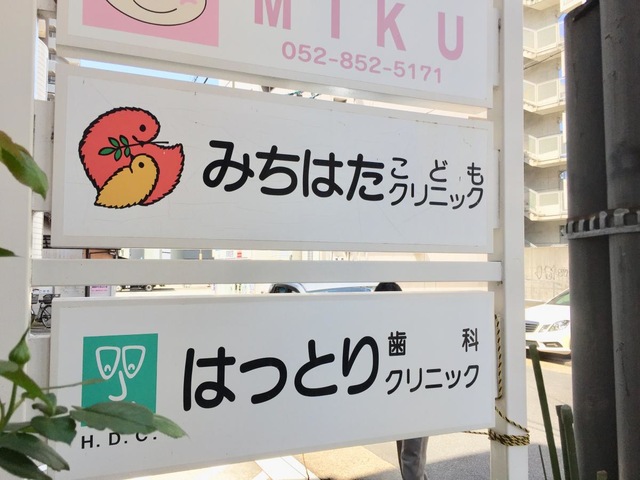 MIKU
052-852-5171
みちはた こども
クリニック
はっとり 歯科
クリニック
H.D.C.